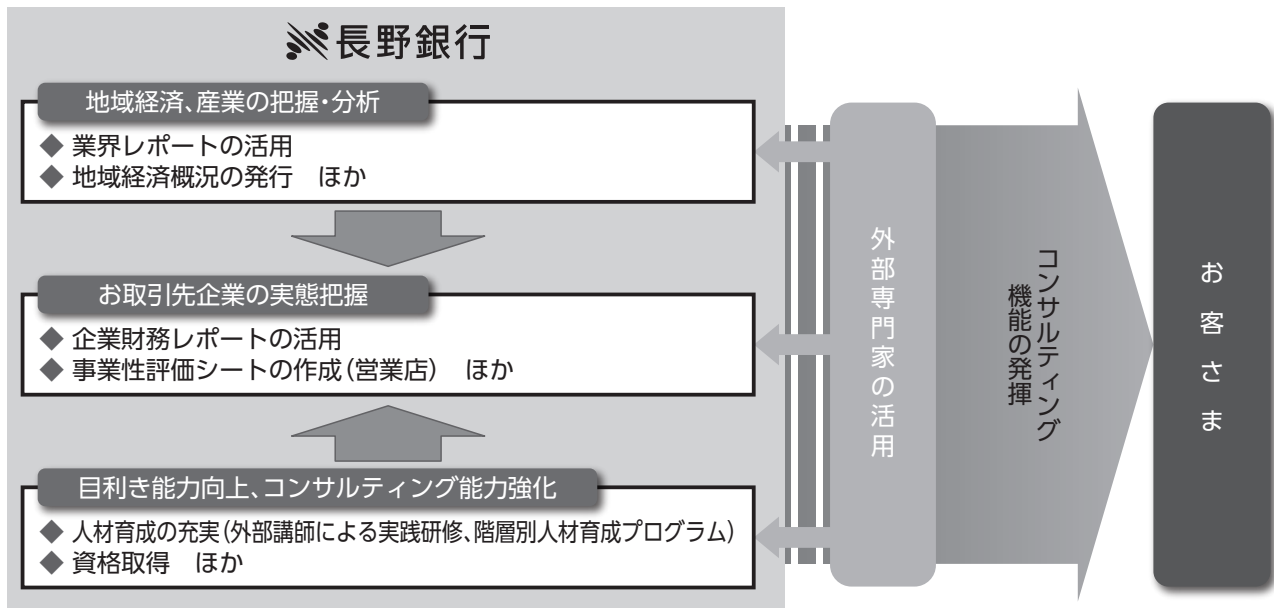 長野銀行
地域経済、産業の把握・分析
◆ 業界レポートの活用
◆ 地域経済概況の発行　ほか
お取引先企業の実態把握
◆ 企業財務レポートの活用
◆ 事業性評価シートの作成(営業店)　ほか
目利き能力向上、コンサルティング能力強化
◆ 人材育成の充実(外部講師による実践研修、階層別人材育成プログラム)
◆ 資格取得　ほか
外部専門家の活用
コンサルティング
機能の発揮
お客さま